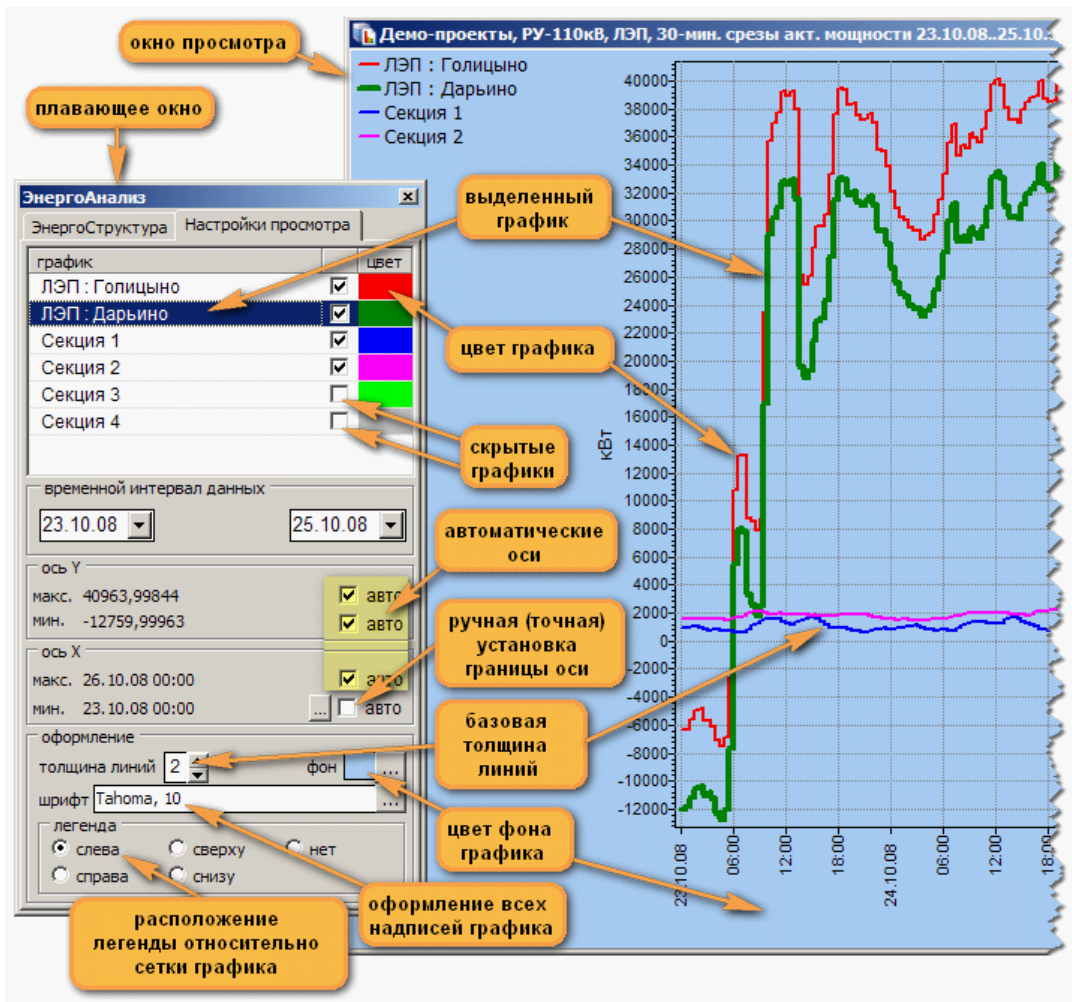 окно просмотра
Демо-проекты, РУ-110кВ, ЛЭП, 30-мин. срезы акт. мощности 23.10.08..25.10.
ЛЭП : Голицыно
ЛЭП : Дарьино
Секция 1
Секция 2
плавающее окно
ЭнергоАнализ
ЭнергоСтруктура
Настройки просмотра
график
цвет
ЛЭП : Голицыно
ЛЭП : Дарьино
Секция 1
Секция 2
Секция 3
Секция 4
выделенный
график
цвет графика
скрытые
графики
временной интервал данных
23.10.08
25.10.08
автоматические
оси
ось Y
макс. 40963,99844
авто
мин. -12759,99963
авто
ручная (точная)
установка
границы оси
ось X
макс. 26.10.08 00:00
авто
мин. 23.10.08 00:00
...
авто
базовая
толщина
линий
оформление
толщина линий
2
фон
...
шрифт
Tahoma, 10
...
цвет фона
графика
легенда
слева
сверху
нет
справа
снизу
оформление всех
надписей графика
расположение
легенды относительно
сетки графика
кВт
40000
38000
36000
34000
32000
30000
28000
26000
24000
22000
20000
18000
16000
14000
12000
10000
8000
6000
4000
2000
0
-2000
-4000
-6000
-8000
-10000
-12000
23.10.08
06:00
12:00
18:00
24.10.08
06:00
12:00
18:00